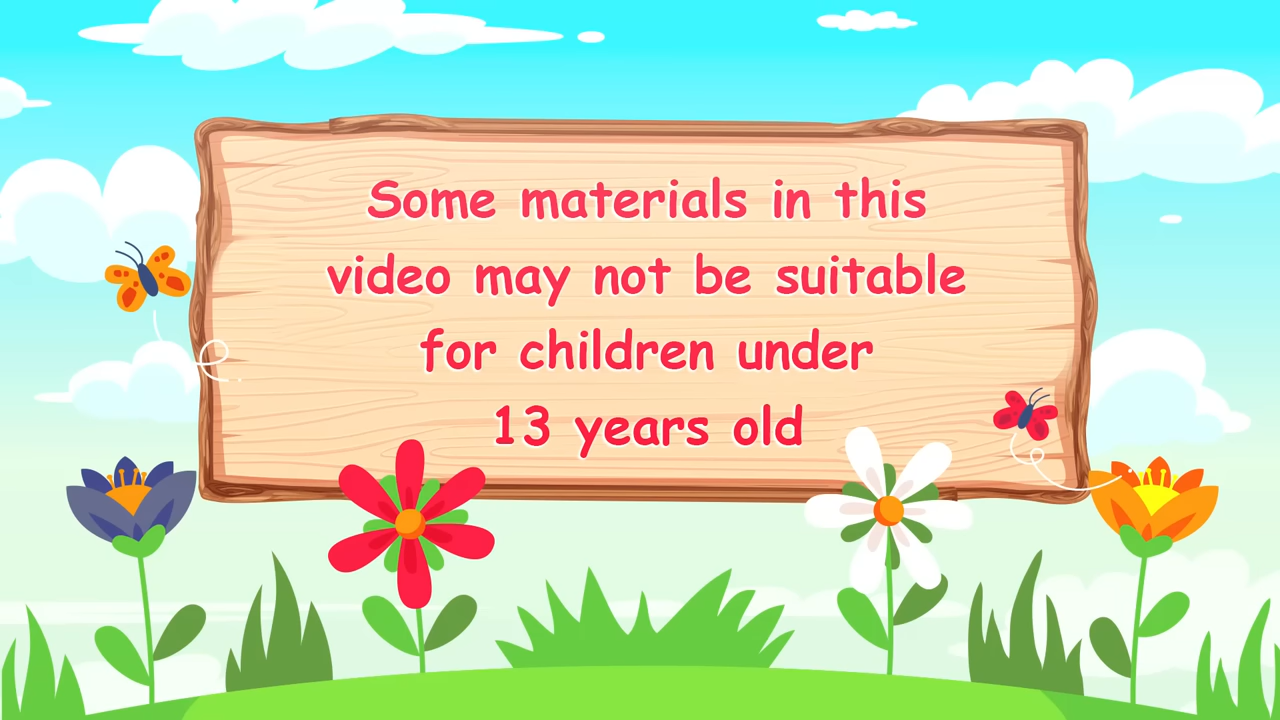 Some materials in this
video may not be suitable
for children under
13 years old